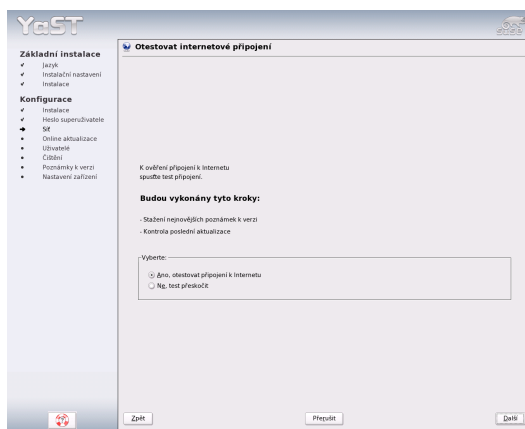 YaST
SUSE
Základní instalace
Jazyk
Instalační nastavení
Instalace
Konfigurace
Instalace
Heslo superuživatele
Síť
Online aktualizace
Uživatelé
Čištění
Poznámky k verzi
Nastavení zařízení
Otestovat internetové připojení
K ověření připojení k Internetu
spusťte test připojení.
Budou vykonány tyto kroky:
- Stažení nejnovějších poznámek k verzi
- Kontrola poslední aktualizace
Vyberte:
Ano, otestovat připojení k Internetu
Ne, test přeskočit
Zpět
Přerušit
Další